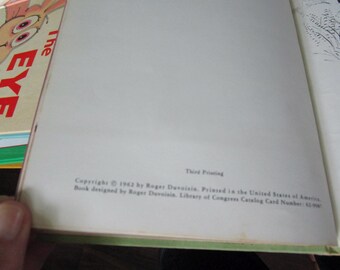 The
EYE
Third Printing
Copyright © 1962 by Roger Duvoisin. Printed in the United States of America.
Book designed by Roger Duvoisin. Library of Congress Catalog Card Number: